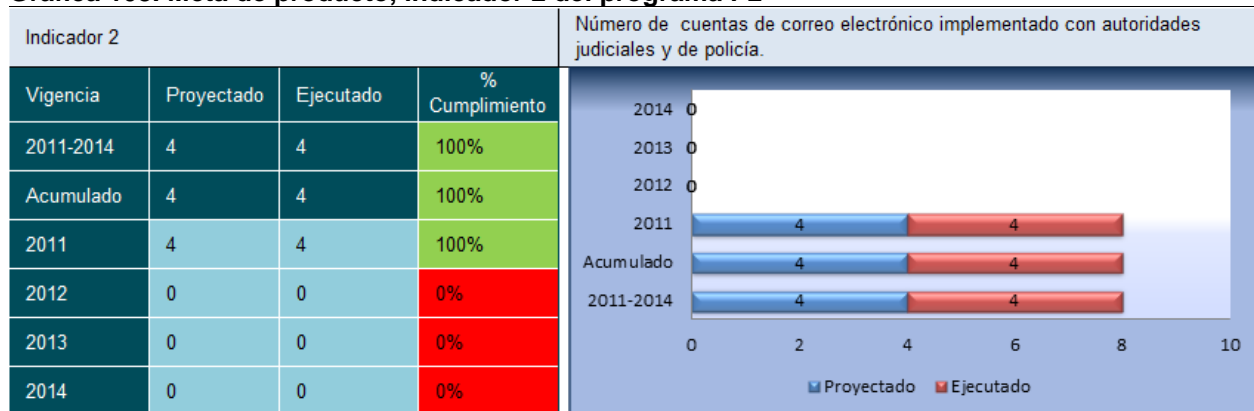 Indicador 2
Número de cuentas de correo electrónico implementado con autoridades
judiciales y de policía.
Vigencia Proyectado Ejecutado % Cumplimiento
2011-2014 4 4 100%
Acumulado 4 4 100%
2011 4 4 100%
2012 0 0 0%
2013 0 0 0%
2014 0 0 0%
2014 0
2013 0
2012 0
2011 4 4
Acumulado 4 4
2011-2014 4 4
0 2 4 6 8 10
Proyectado Ejecutado